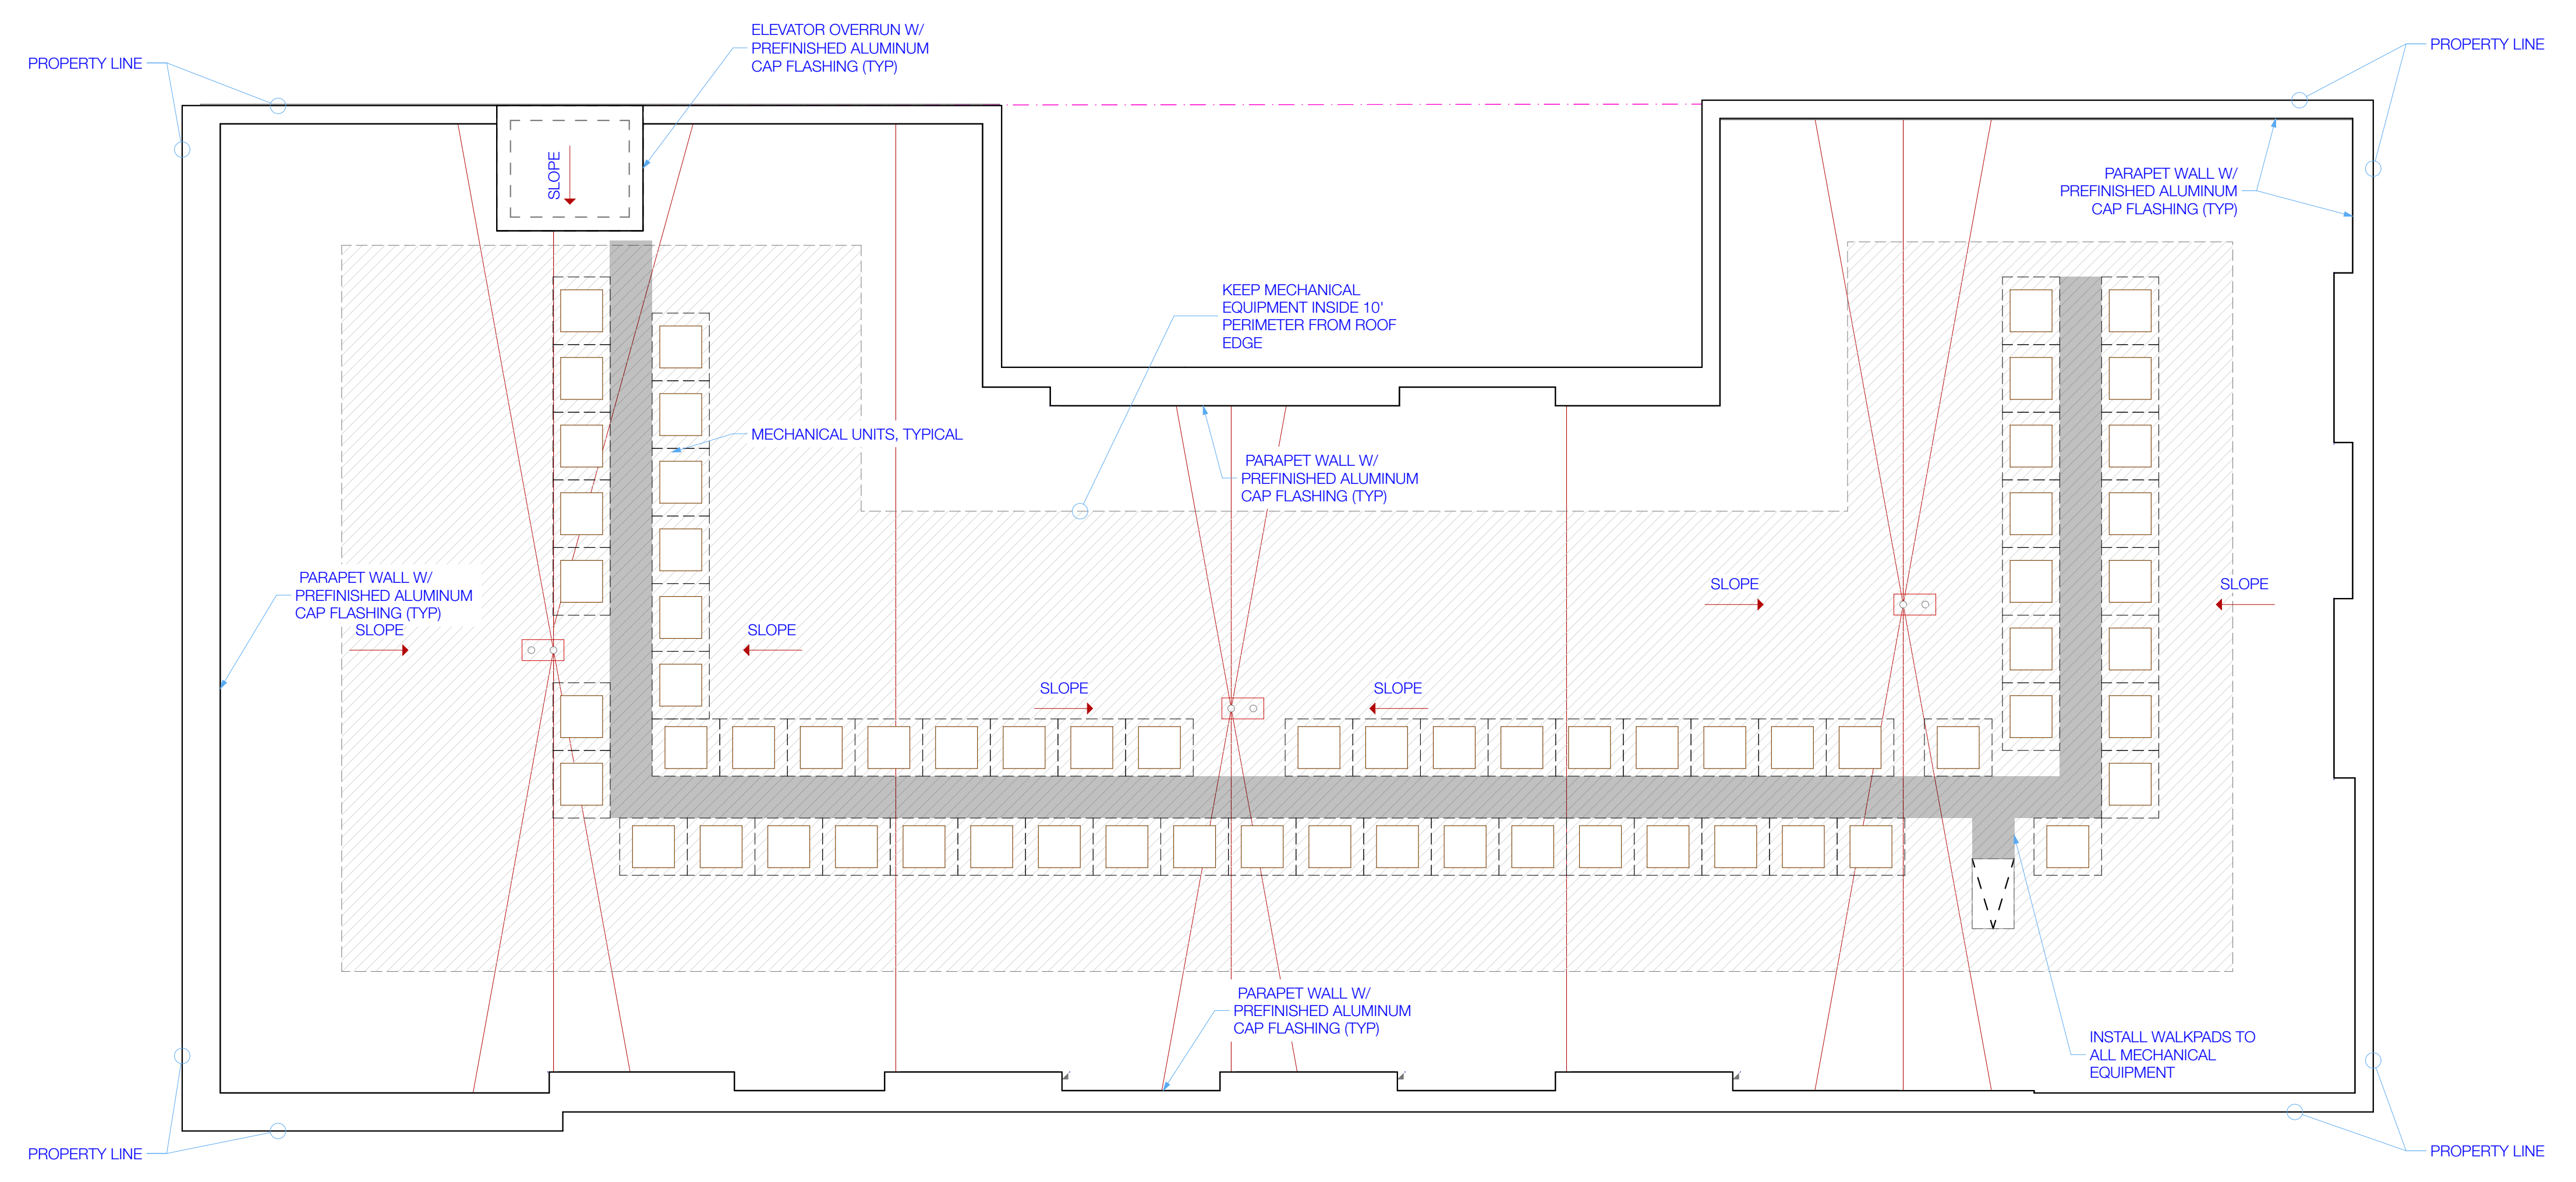 ELEVATOR OVERRUN W/
PREFINISHED ALUMINUM
CAP FLASHING (TYP)
PROPERTY LINE
PROPERTY LINE
SLOPE
PARAPET WALL W/
PREFINISHED ALUMINUM
CAP FLASHING (TYP)
KEEP MECHANICAL
EQUIPMENT INSIDE 10'
PERIMETER FROM ROOF
EDGE
MECHANICAL UNITS, TYPICAL
PARAPET WALL W/
PREFINISHED ALUMINUM
CAP FLASHING (TYP)
PARAPET WALL W/
PREFINISHED ALUMINUM
CAP FLASHING (TYP)
SLOPE
SLOPE
SLOPE
SLOPE
SLOPE
SLOPE
PARAPET WALL W/
PREFINISHED ALUMINUM
CAP FLASHING (TYP)
INSTALL WALKPADS TO
ALL MECHANICAL
EQUIPMENT
PROPERTY LINE
PROPERTY LINE